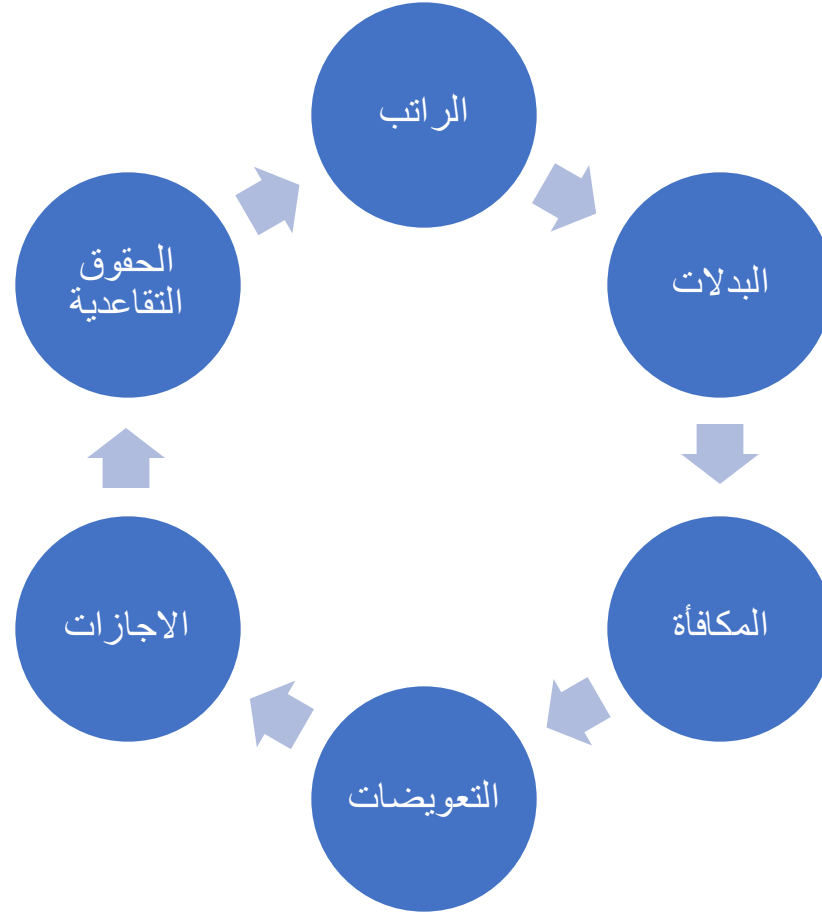 الراتب
البدلات
المكافأة
التعويضات
الاجازات
الحقوق
التقاعدية